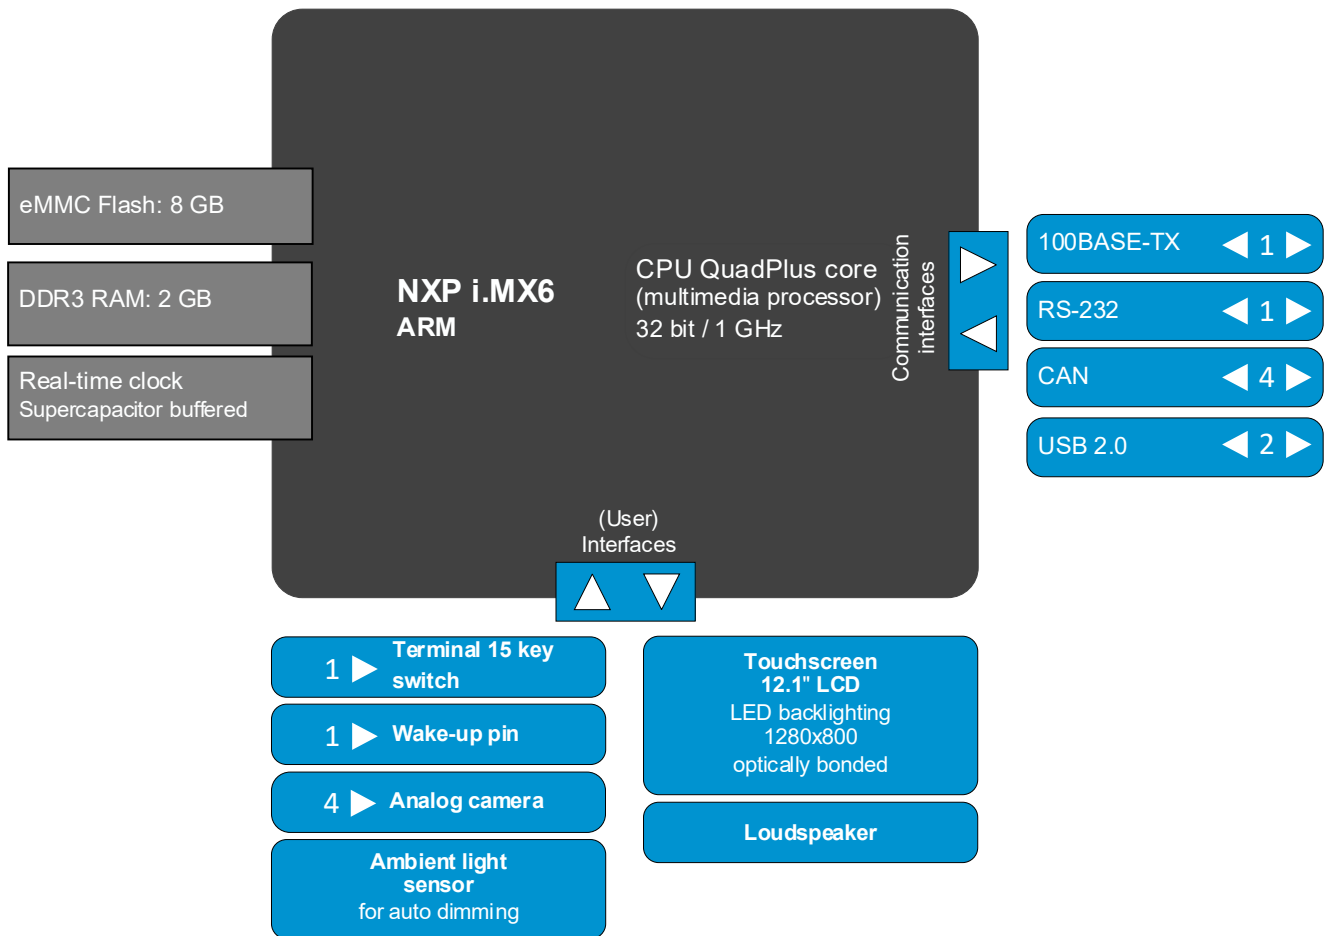 eMMC Flash: 8 GB
DDR3 RAM: 2 GB
Real-time clock
Supercapacitor buffered
NXP i.MX6
ARM
CPU QuadPlus core
(multimedia processor)
32 bit / 1 GHz
Communication
interfaces
100BASE-TX 1
RS-232 1
CAN 4
USB 2.0 2
(User)
Interfaces
1 Terminal 15 key
switch
1 Wake-up pin
4 Analog camera
Ambient light
sensor
for auto dimming
Touchscreen
12.1" LCD
LED backlighting
1280x800
optically bonded
Loudspeaker